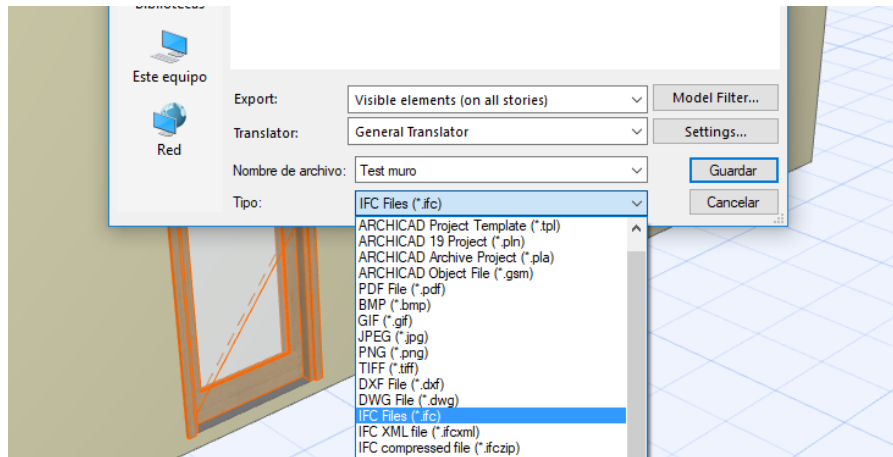 Bibliotecas
Este equipo
Red
Export: Visible elements (on all stories) Model Filter...
Translator: General Translator Settings...
Nombre de archivo: Test muro Guardar
Tipo: IFC Files (*.ifc) Cancelar
ARCHICAD Project Template (*.tpl)
ARCHICAD 19 Project (*.pln)
ARCHICAD Archive Project (*.pla)
ARCHICAD Object File (*.gsm)
PDF File (*.pdf)
BMP (*.bmp)
GIF (*.gif)
JPEG (*.jpg)
PNG (*.png)
TIFF (*.tiff)
DXF File (*.dxf)
DWG File (*.dwg)
IFC Files (*.ifc)
IFC XML file (*.ifcxml)
IFC compressed file (*.ifczip)